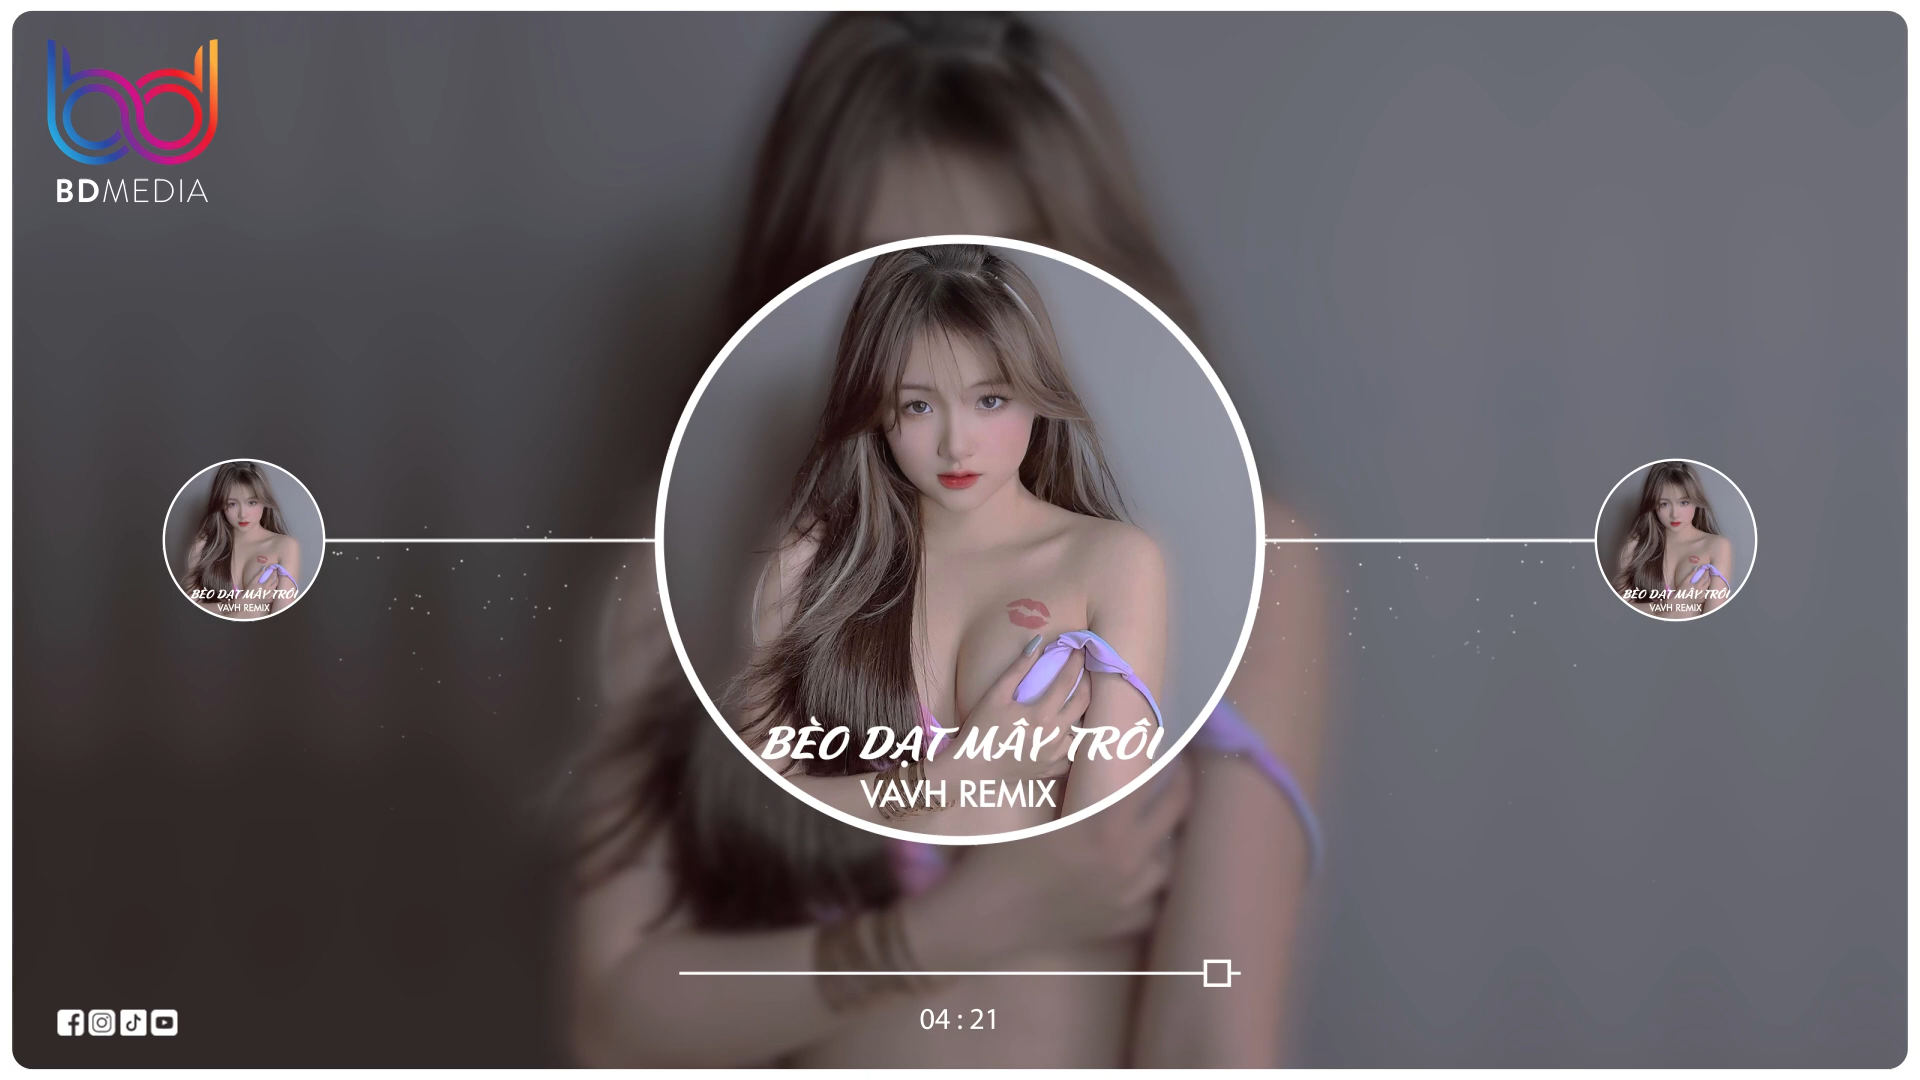 BDMEDIA
BÈO DẠT MÂY TRÔI
VAVH REMIX
BÈO DẠT MÂY TRÔI
VAVH REMIX
BÈO DẠT MÂY TRÔI
VAVH REMIX
04 : 21